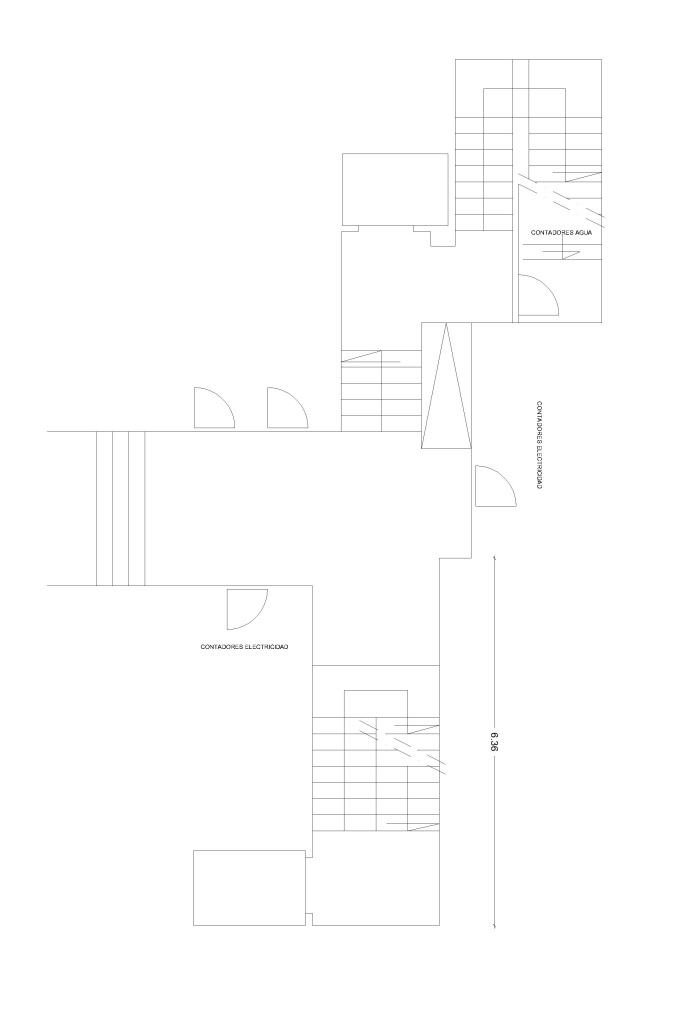 CONTADORES AGUA
CONTADORES ELECTRICIDAD
CONTADORES ELECTRICIDAD
6.36